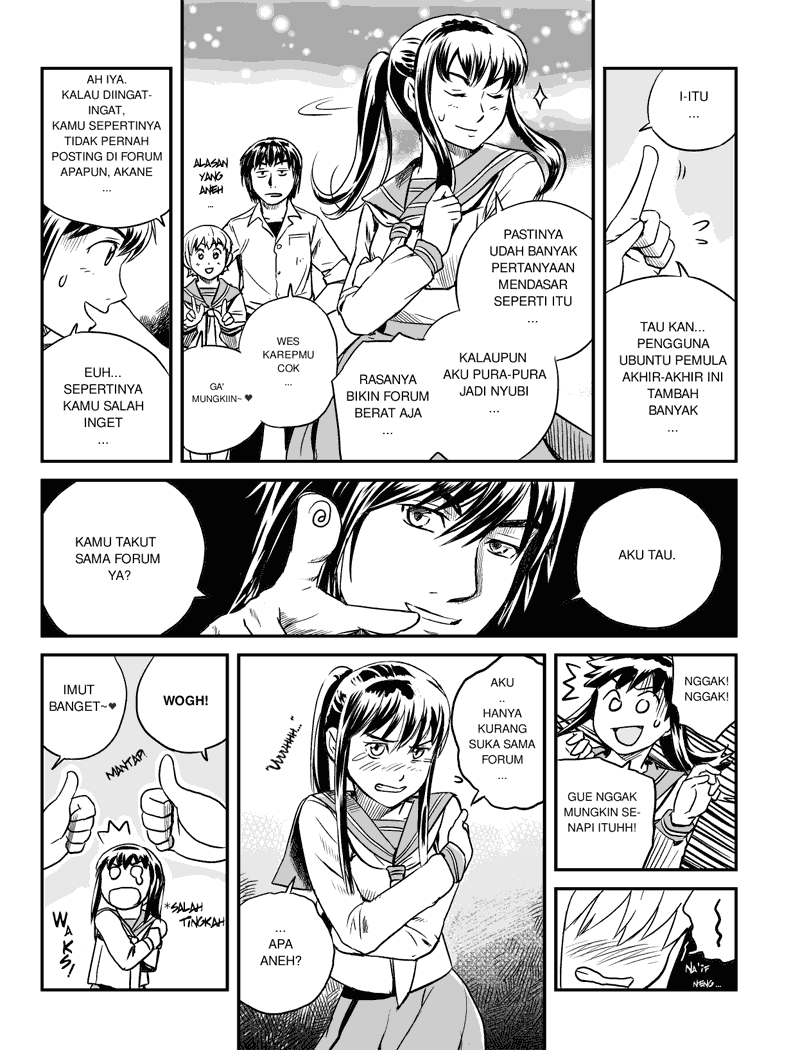 I-ITU
...
TAU KAN...
PENGGUNA
UBUNTU PEMULA
AKHIR-AKHIR INI
TAMBAH
BANYAK
...
PASTINYA
UDAH BANYAK
PERTANYAAN
MENDASAR
SEPERTI ITU
...
KALAUPUN
AKU PURA-PURA
JADI NYUBI
...
RASANYA
BIKIN FORUM
BERAT AJA
...
ALASAN
YANG
ANEH
...
WES
KAREPMU
COK
...
GA'
MUNGKIIN~♥
AH IYA.
KALAU DIINGAT-
INGAT,
KAMU SEPERTINYA
TIDAK PERNAH
POSTING DI FORUM
APAPUN, AKANE
...
EUH...
SEPERTINYA
KAMU SALAH
INGET
...
AKU TAU.
KAMU TAKUT
SAMA FORUM
YA?
NGGAK!
NGGAK!
GUE NGGAK
MUNGKIN SE-
NAPI ITUHH!
NA'IF
NENG...
AKU
..
HANYA
KURANG
SUKA SAMA
FORUM
...
UUUHHH..
...
APA
ANEH?
WOGH!
IMUT
BANGET~♥
MANTAP!
*SALAH
TINGKAH
WAKS!